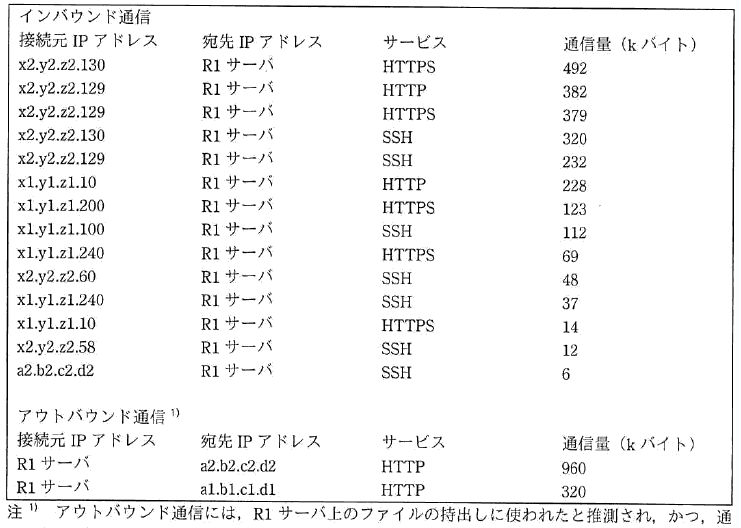 インバウンド通信
接続元 IP アドレス 宛先 IP アドレス サービス 通信量（k バイト）
x2.y2.z2.130 R1 サーバ HTTPS 492
x2.y2.z2.129 R1 サーバ HTTP 382
x2.y2.z2.129 R1 サーバ HTTPS 379
x2.y2.z2.130 R1 サーバ SSH 320
x2.y2.z2.129 R1 サーバ SSH 232
x1.y1.z1.10 R1 サーバ HTTP 228
x1.y1.z1.200 R1 サーバ HTTPS 123
x1.y1.z1.100 R1 サーバ SSH 112
x1.y1.z1.240 R1 サーバ HTTPS 69
x2.y2.z2.60 R1 サーバ SSH 48
x1.y1.z1.240 R1 サーバ SSH 37
x1.y1.z1.10 R1 サーバ HTTPS 14
x2.y2.z2.58 R1 サーバ SSH 12
a2.b2.c2.d2 R1 サーバ SSH 6
アウトバウンド通信 1)
接続元 IP アドレス 宛先 IP アドレス サービス 通信量（k バイト）
R1 サーバ a2.b2.c2.d2 HTTP 960
R1 サーバ a1.b1.c1.d1 HTTP 320
注 1) アウトバウンド通信には，R1 サーバ上のファイルの持出しに使われたと推測され，かつ，通